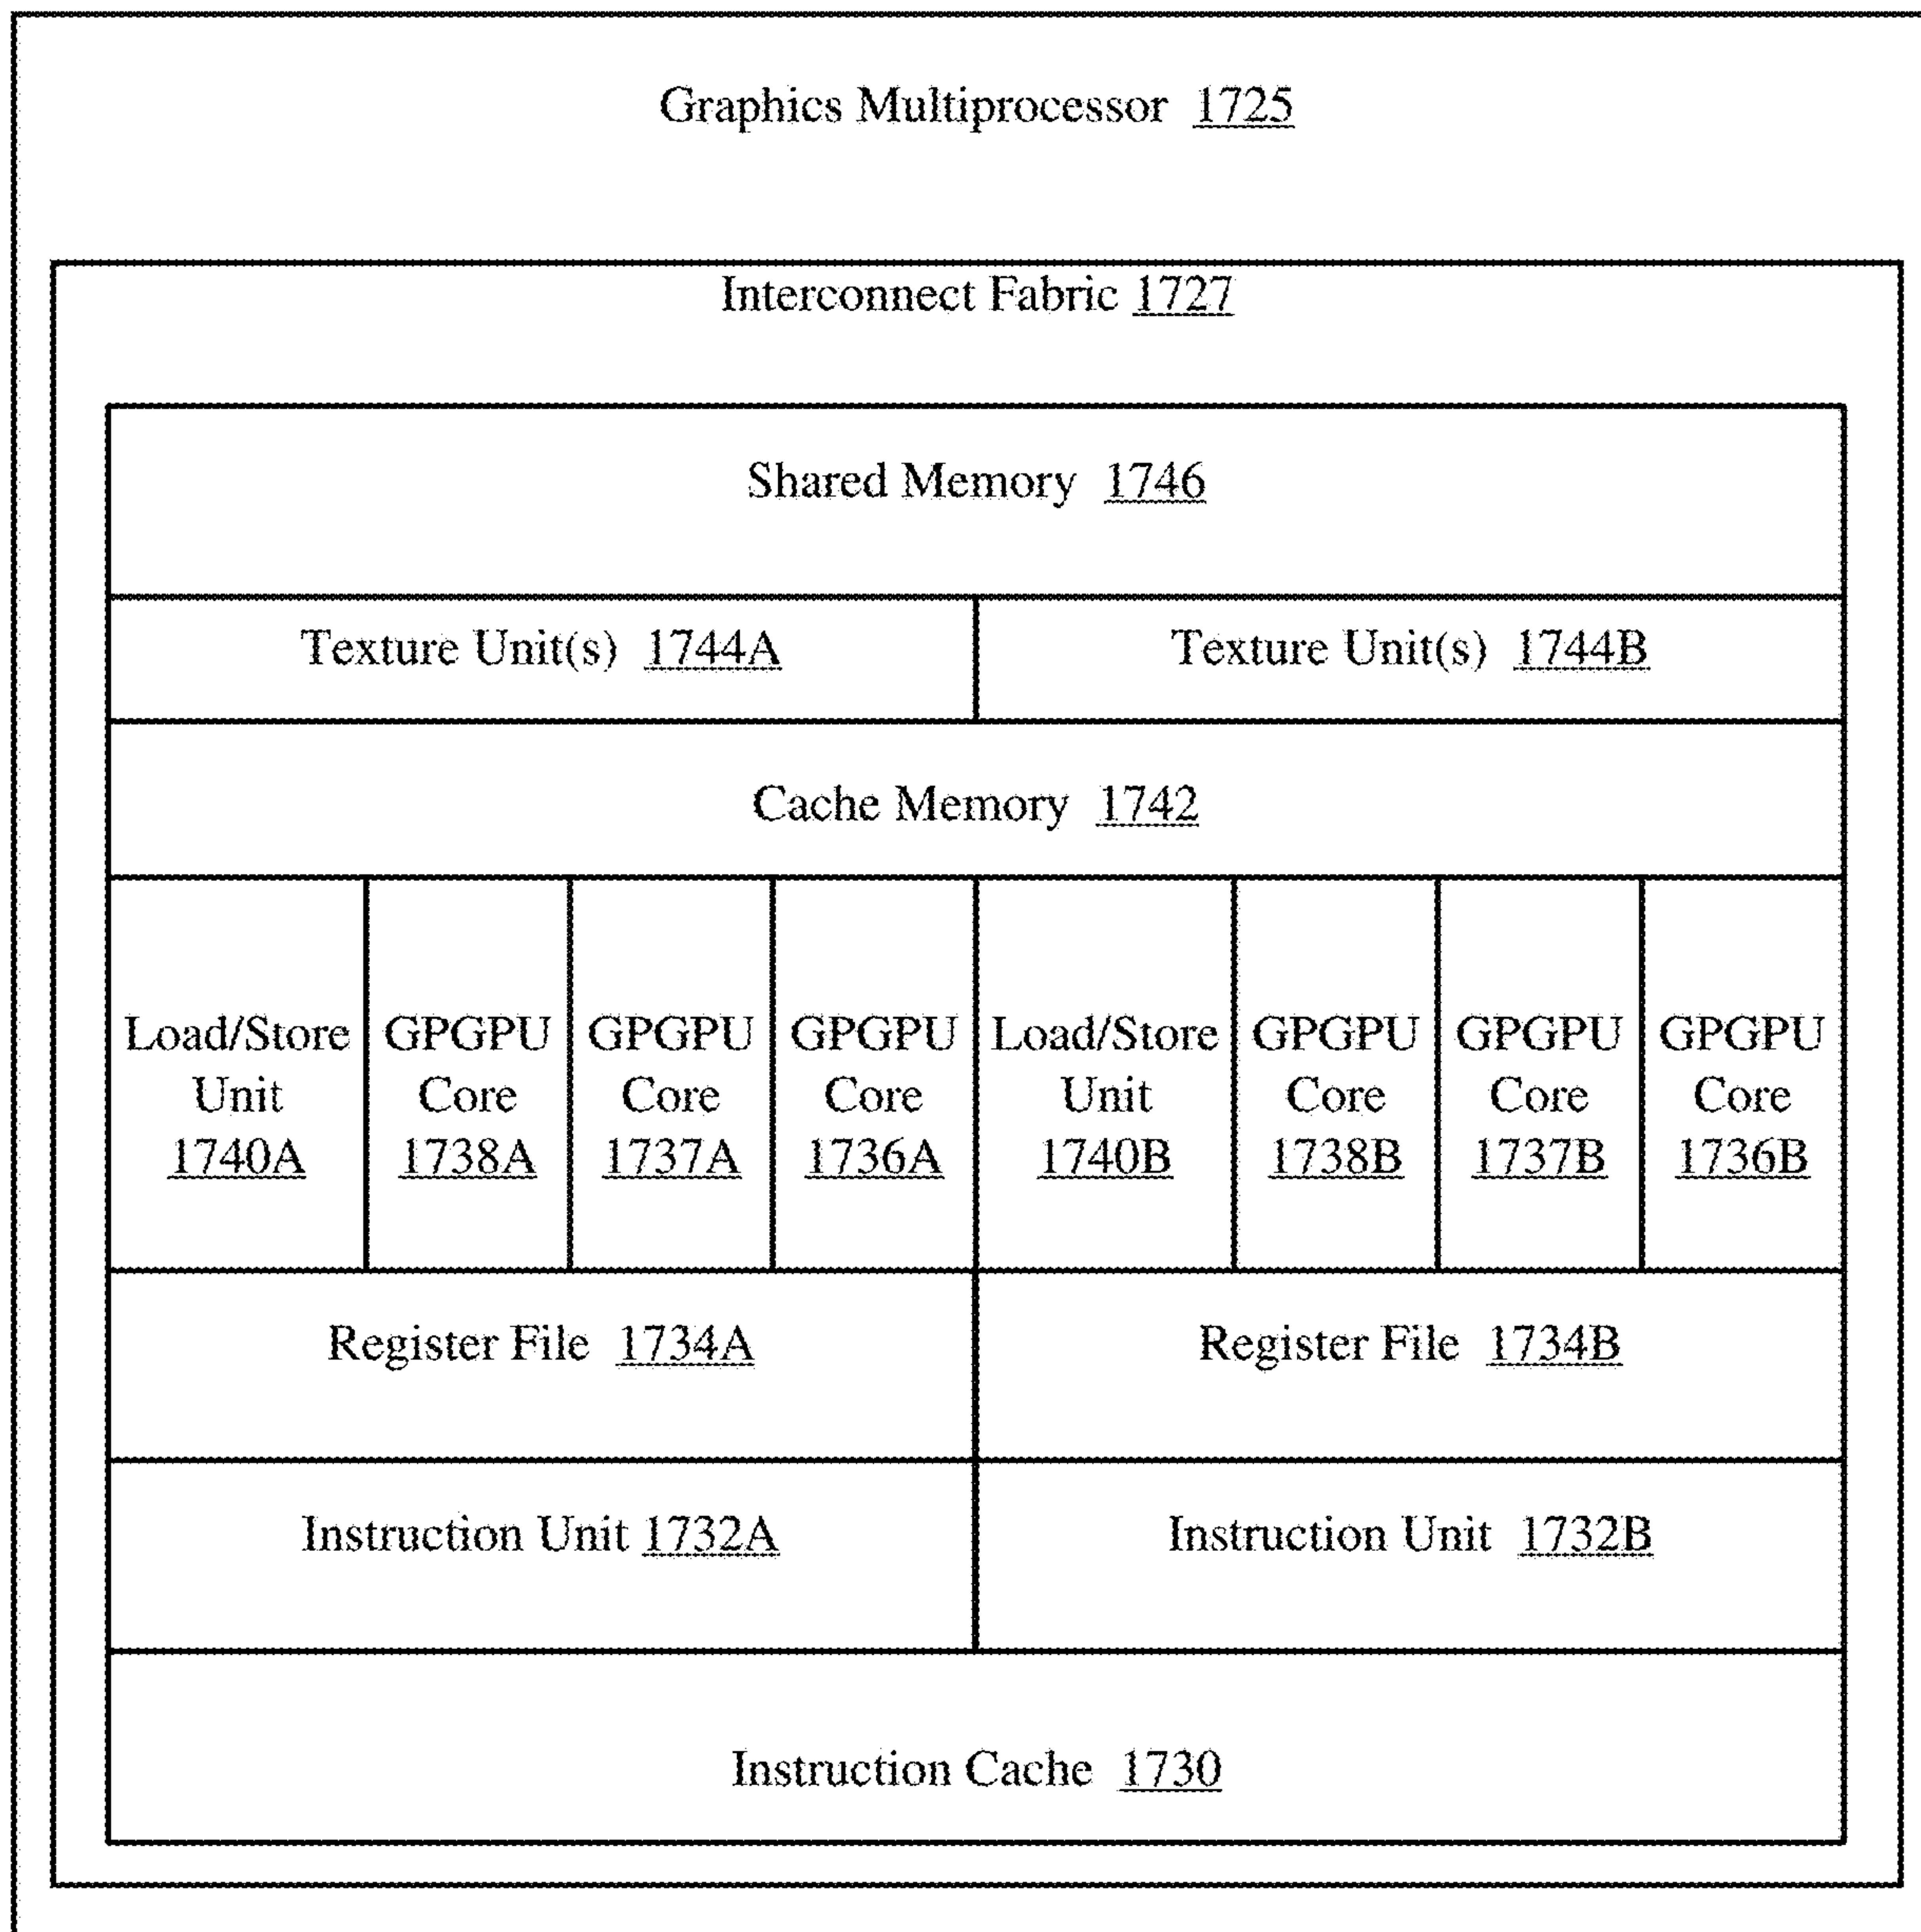 Graphics Multiprocessor 1725
Interconnect Fabric 1727
Shared Memory 1746
Texture Unit(s) 1744A
Texture Unit(s) 1744B
Cache Memory 1742
Load/Store
Unit
1740A
GPGPU
Core
1738A
GPGPU
Core
1737A
GPGPU
Core
1736A
Load/Store
Unit
1740B
GPGPU
Core
1738B
GPGPU
Core
1737B
GPGPU
Core
1736B
Register File 1734A
Register File 1734B
Instruction Unit 1732A
Instruction Unit 1732B
Instruction Cache 1730